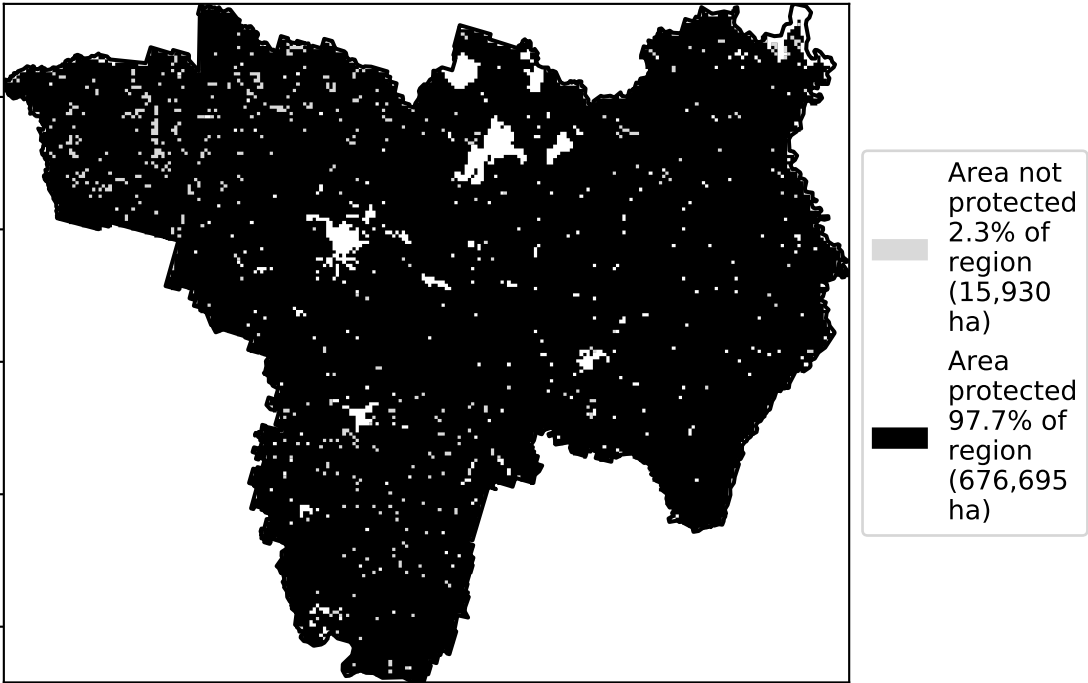 Area not
protected
2.3% of
region
(15,930
ha)
Area
protected
97.7% of
region
(676,695
ha)